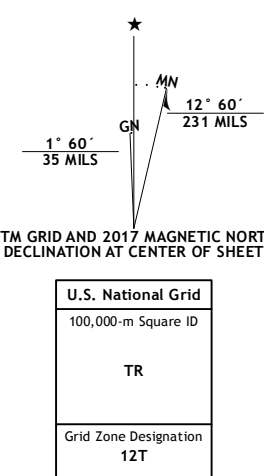 ★
MN
GN
12° 60´
231 MILS
1° 60´
35 MILS
TM GRID AND 2017 MAGNETIC NORT
DECLINATION AT CENTER OF SHEET
U.S. National Grid
100,000-m Square ID
TR
Grid Zone Designation
12T